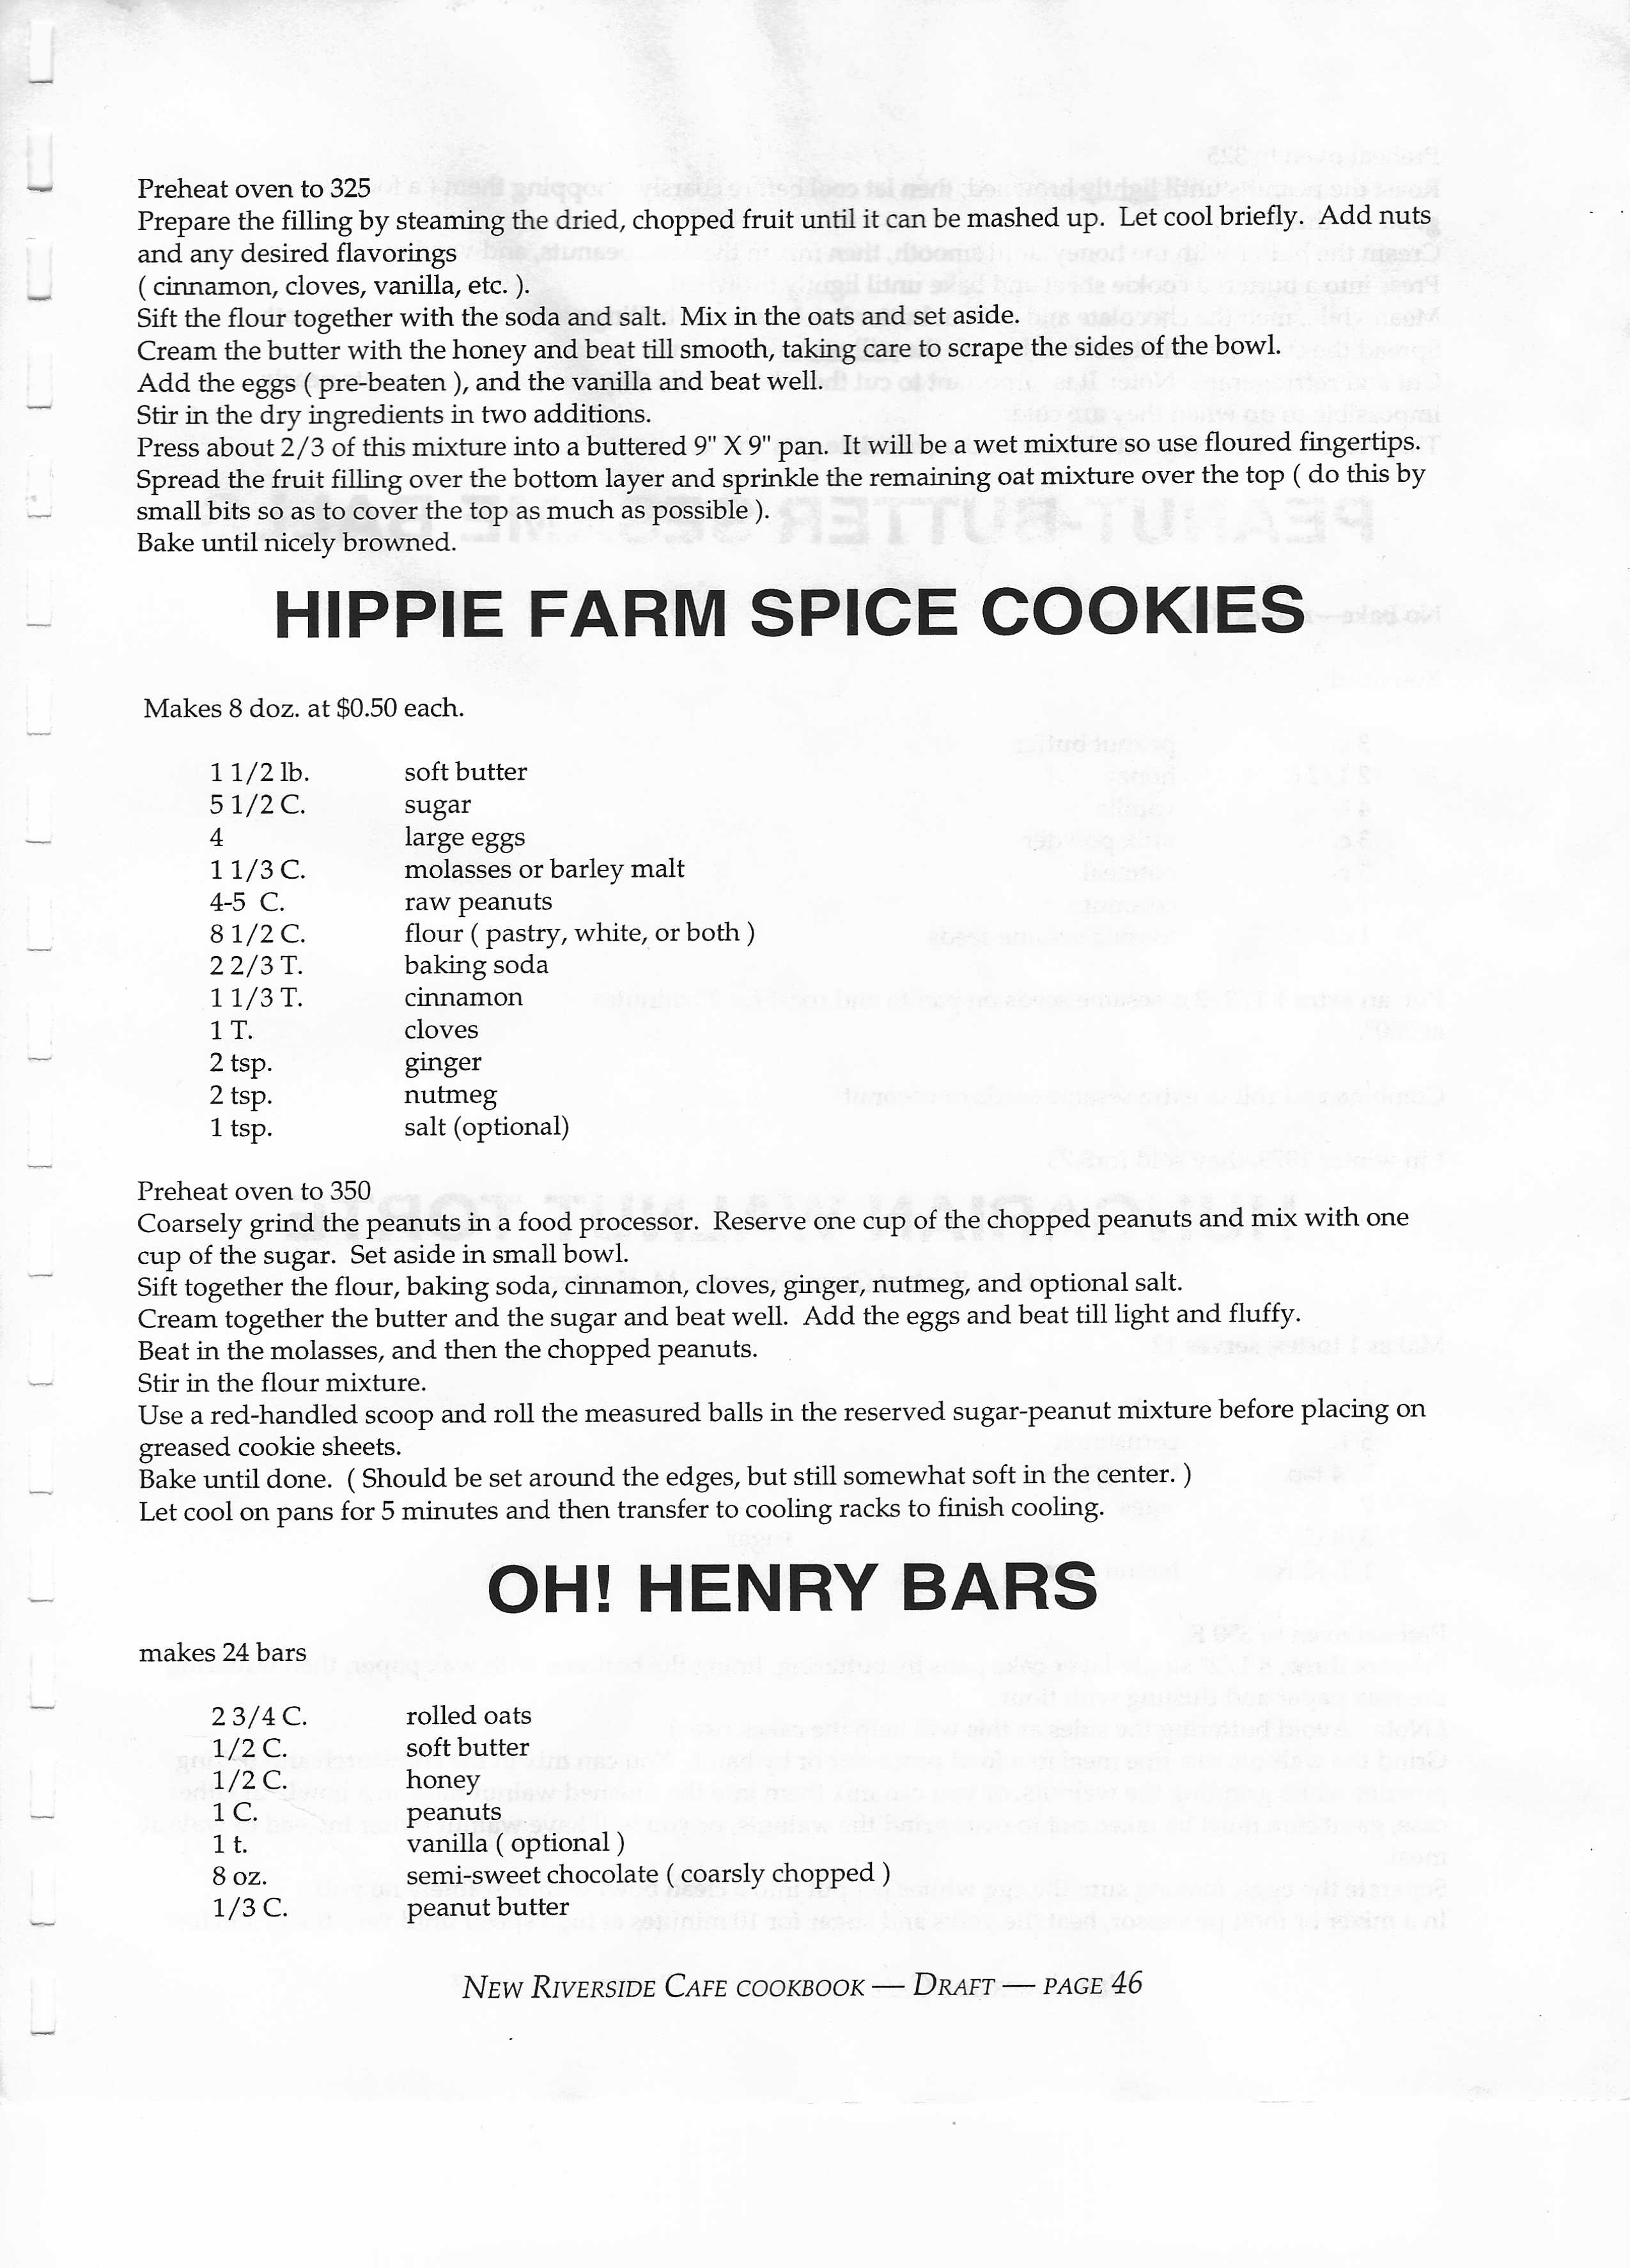 Preheat oven to 325
Prepare the filling by steaming the dried, chopped fruit until it can be mashed up.  Let cool briefly.  Add nuts
and any desired flavorings
( cinnamon, cloves, vanilla, etc. ).
Sift the flour together with the soda and salt.  Mix in the oats and set aside.
Cream the butter with the honey and beat till smooth, taking care to scrape the sides of the bowl.
Add the eggs ( pre-beaten ), and the vanilla and beat well.
Stir in the dry ingredients in two additions.
Press about 2/3 of this mixture into a buttered 9" X 9" pan.  It will be a wet mixture so use floured fingertips.
Spread the fruit filling over the bottom layer and sprinkle the remaining oat mixture over the top ( do this by
small bits so as to cover the top as much as possible ).
Bake until nicely browned.
HIPPIE FARM SPICE COOKIES
Makes 8 doz. at $0.50 each.
1 1/2 lb. soft butter
5 1/2 C. sugar
4 large eggs
1 1/3 C. molasses or barley malt
4-5  C. raw peanuts
8 1/2 C. flour ( pastry, white, or both )
2 2/3 T. baking soda
1 1/3 T. cinnamon
1 T. cloves
2 tsp. ginger
2 tsp. nutmeg
1 tsp. salt (optional)
Preheat oven to 350
Coarsely grind the peanuts in a food processor.  Reserve one cup of the chopped peanuts and mix with one
cup of the sugar.  Set aside in small bowl.
Sift together the flour, baking soda, cinnamon, cloves, ginger, nutmeg, and optional salt.
Cream together the butter and the sugar and beat well.  Add the eggs and beat till light and fluffy.
Beat in the molasses, and then the chopped peanuts.
Stir in the flour mixture.
Use a red-handled scoop and roll the measured balls in the reserved sugar-peanut mixture before placing on
greased cookie sheets.
Bake until done.  ( Should be set around the edges, but still somewhat soft in the center. )
Let cool on pans for 5 minutes and then transfer to cooling racks to finish cooling.
OH! HENRY BARS
makes 24 bars
2 3/4 C. rolled oats
1/2 C. soft butter
1/2 C. honey
1 C. peanuts
1 t. vanilla ( optional )
8 oz. semi-sweet chocolate ( coarsly chopped )
1/3 C. peanut butter
NEW RIVERSIDE CAFE COOKBOOK — DRAFT — PAGE 46